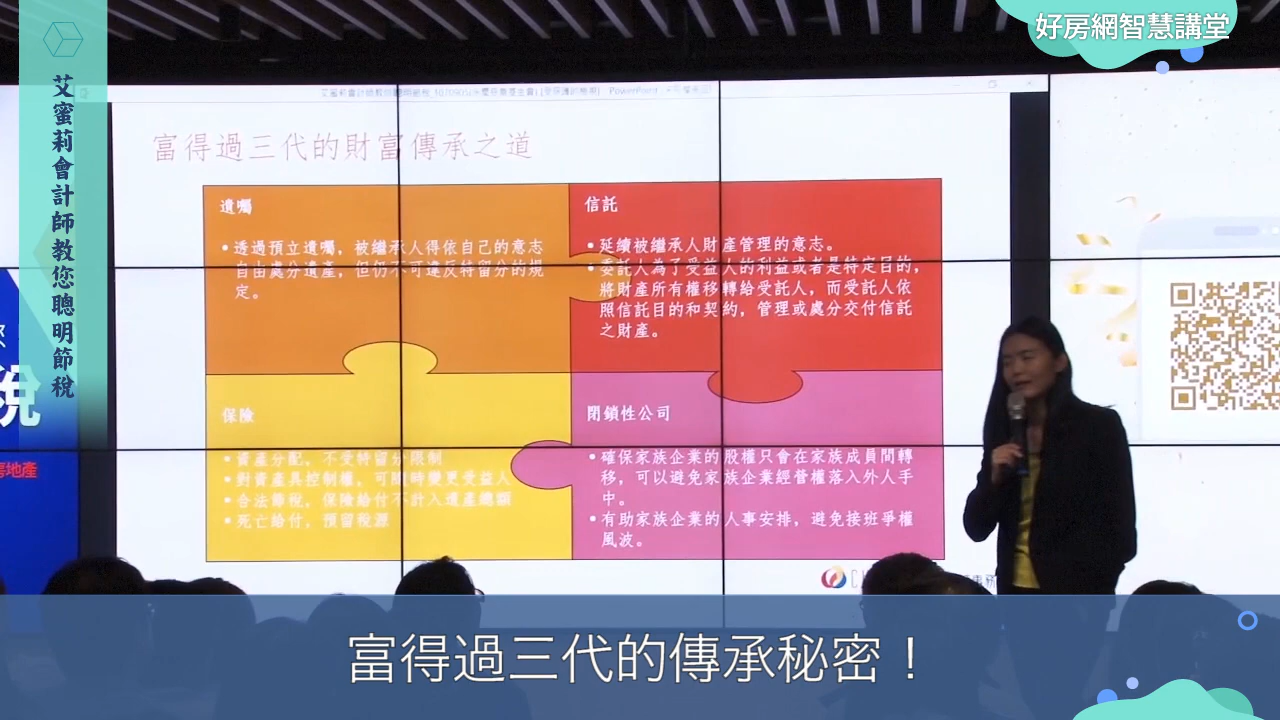 好房網智慧講堂
艾蜜莉會計師教您聰明節稅
富得過三代的財富傳承之道
遺囑
•透過預立遺囑，被繼承人得依自己的意志
自由處分遺產，但仍不可違反特留分的規
定。
信託
•延續被繼承人財產管理的意志。
•委託人為了受益人的利益或者是特定目的，
將財產所有權移轉給受託人，而受託人依
照信託目的和契約，管理或處分交付信託
之財產。
保險
•資產分配，不受特留分限制
•對資產具控制權，可隨時變更受益人
•合法節稅，保險給付不計入遺產總額
•死亡給付，預留稅源
閉鎖性公司
•確保家族企業的股權只會在家族成員間轉
移，可以避免家族企業經營權落入外人手
中。
•有助家族企業的人事安排，避免接班爭權
風波。
稅
房地產
富得過三代的傳承秘密！